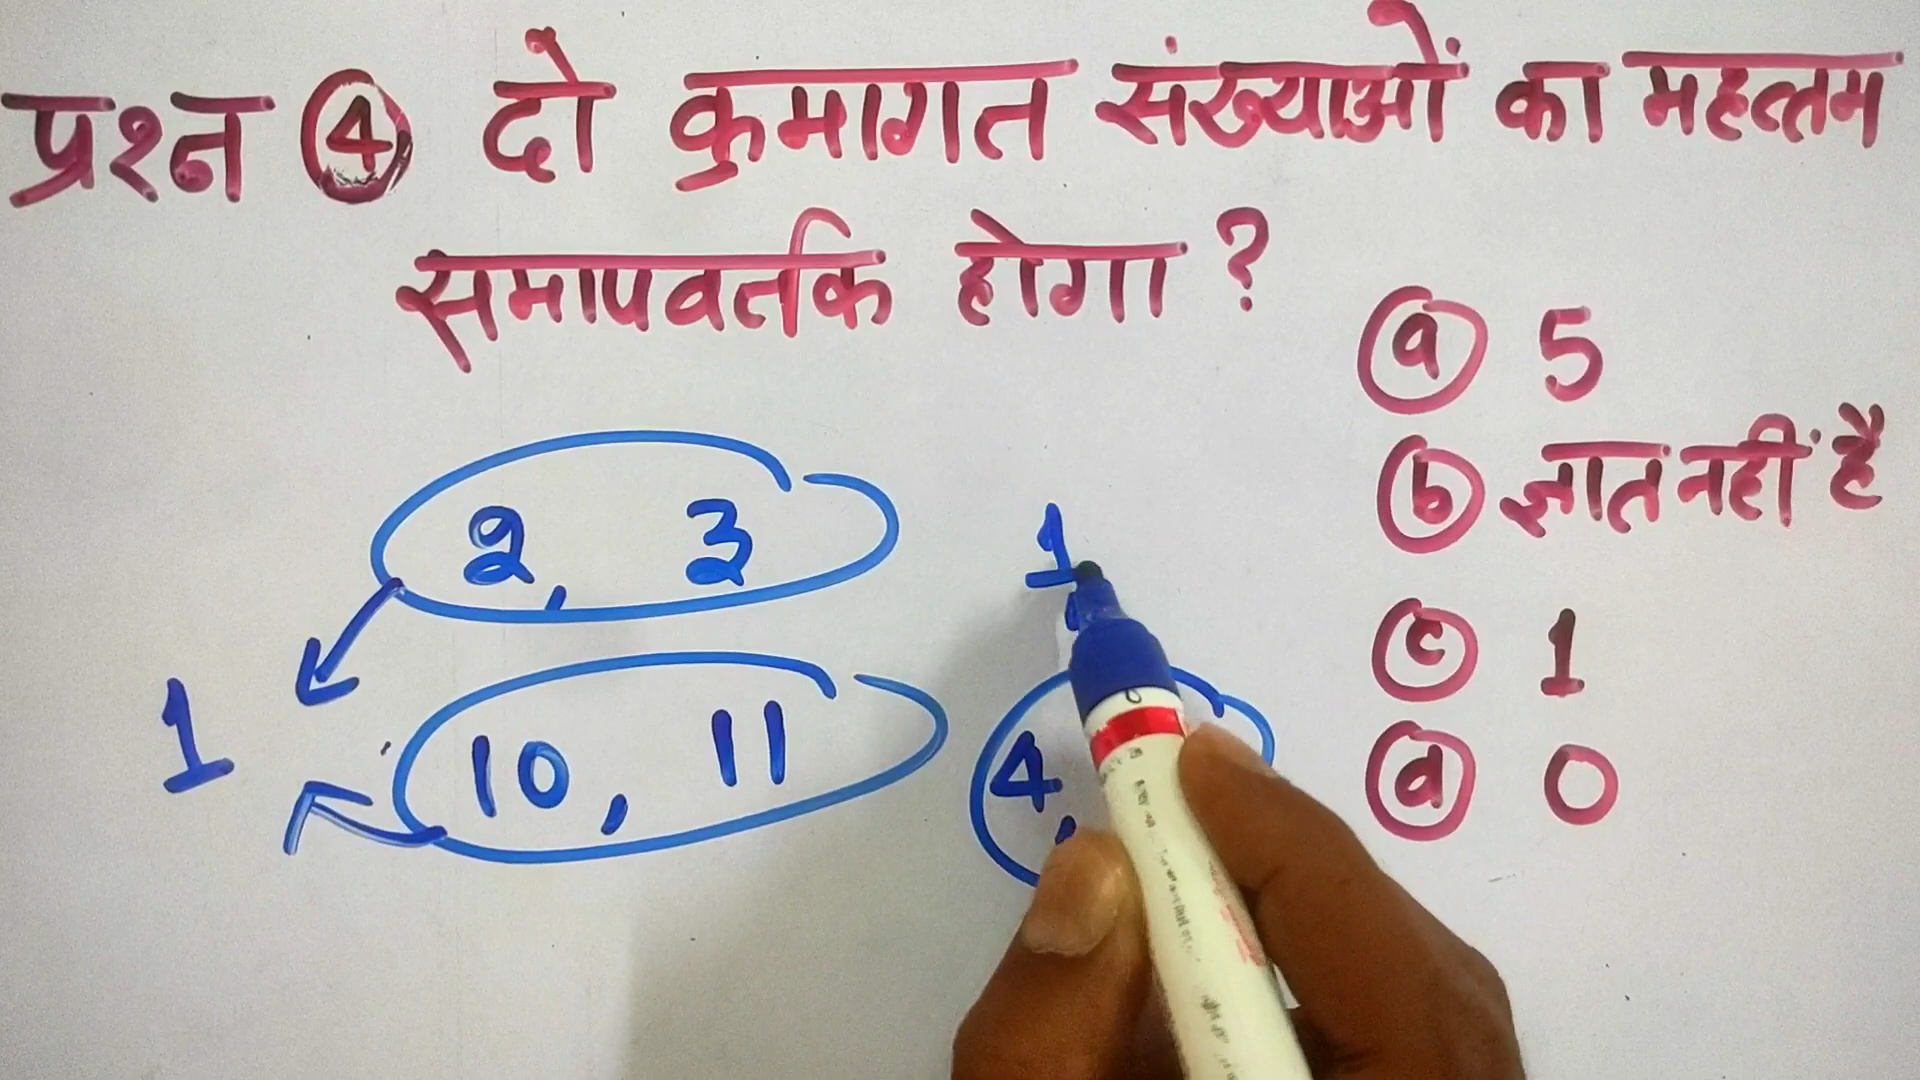 प्रश्न ④ दो क्रमागत संख्याओं का महत्तम
समापवर्तक होगा ?
ⓐ 5
ⓑ ज्ञात नहीं है
ⓒ 1
ⓓ 0
2, 3
1
1
10, 11
4,